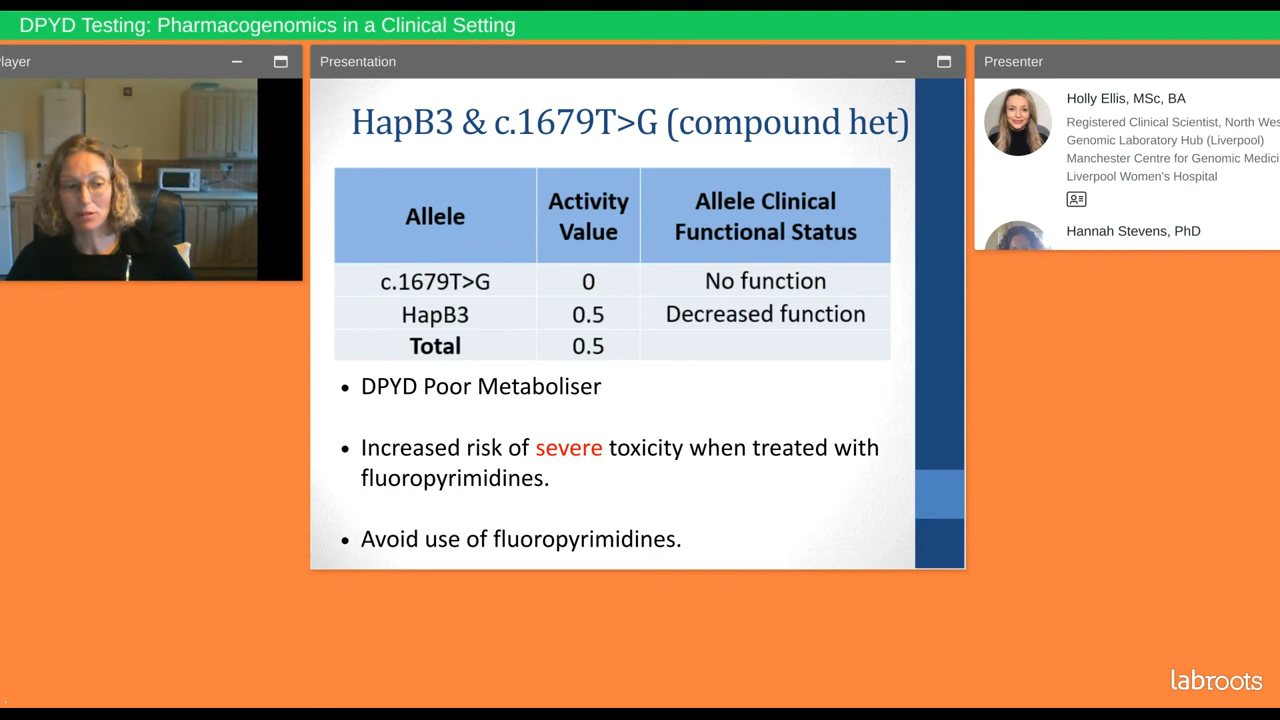 DPYD Testing: Pharmacogenomics in a Clinical Setting
layer
Presentation
Presenter
HapB3 & c.1679T>G (compound het)
Allele
Activity Value
Allele Clinical Functional Status
c.1679T>G 0 No function
HapB3 0.5 Decreased function
Total 0.5
• DPYD Poor Metaboliser
• Increased risk of severe toxicity when treated with
fluoropyrimidines.
• Avoid use of fluoropyrimidines.
Holly Ellis, MSc, BA
Registered Clinical Scientist, North Wes
Genomic Laboratory Hub (Liverpool)
Manchester Centre for Genomic Medici
Liverpool Women's Hospital
Hannah Stevens, PhD
labroots